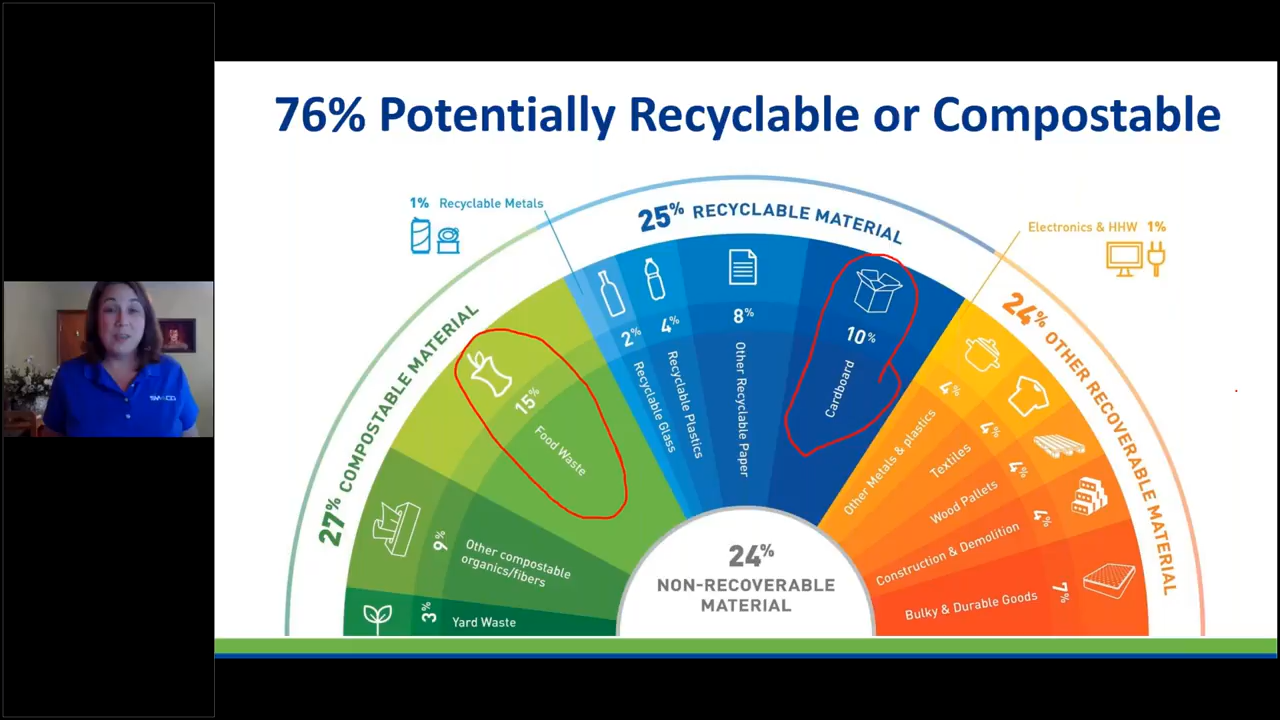 76% Potentially Recyclable or Compostable
1% Recyclable Metals
25% RECYCLABLE MATERIAL
Electronics & HHW 1%
27% COMPOSTABLE MATERIAL
24% OTHER RECOVERABLE MATERIAL
15%
Food Waste
9%
Other compostable
organics/fibers
3%
Yard Waste
2%
Recyclable Glass
4%
Recyclable Plastics
8%
Other Recyclable Paper
10%
Cardboard
4%
Other Metals & plastics
4%
Textiles
4%
Wood Pallets
4%
Construction & Demolition
7%
Bulky & Durable Goods
24%
NON-RECOVERABLE
MATERIAL